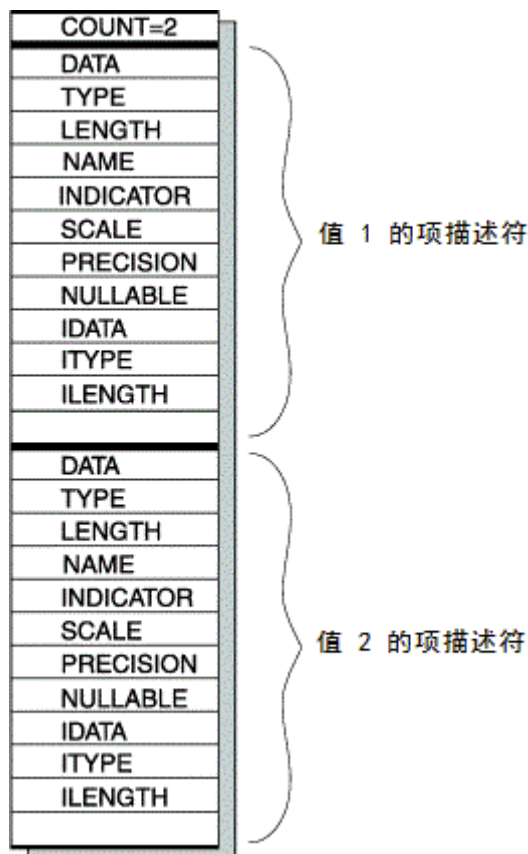 COUNT=2
DATA
TYPE
LENGTH
NAME
INDICATOR
SCALE
PRECISION
NULLABLE
IDATA
ITYPE
ILENGTH
值 1 的项描述符
DATA
TYPE
LENGTH
NAME
INDICATOR
SCALE
PRECISION
NULLABLE
IDATA
ITYPE
ILENGTH
值 2 的项描述符